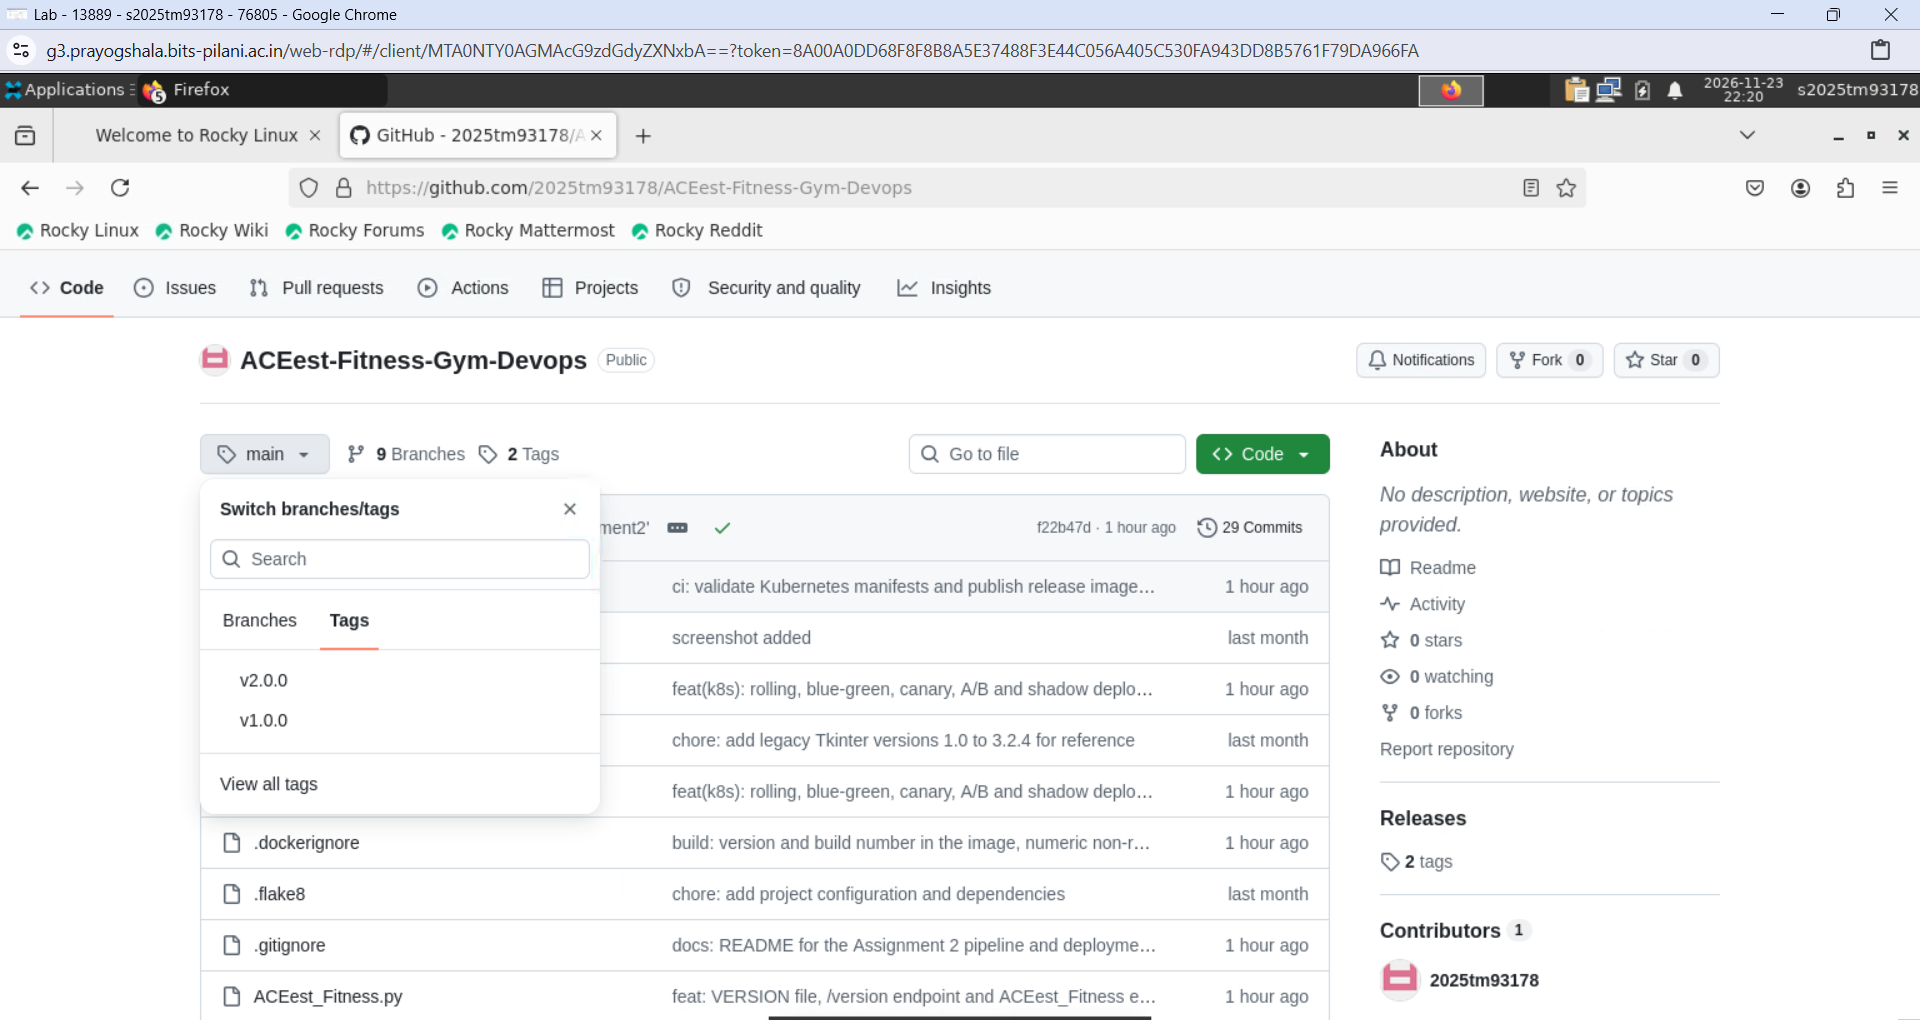 Lab - 13889 - s2025tm93178 - 76805 - Google Chrome
g3.prayogshala.bits-pilani.ac.in/web-rdp/#/client/MTA0NTY0AGMAcG9zdGdyZXNxbA==?token=8A00A0DD68F8F8B8A5E37488F3E44C056A405C530FA943DD8B5761F79DA966FA
Applications Firefox 2026-11-23 22:20 s2025tm93178
Welcome to Rocky Linux GitHub - 2025tm93178/A
https://github.com/2025tm93178/ACEest-Fitness-Gym-Devops
Rocky Linux Rocky Wiki Rocky Forums Rocky Mattermost Rocky Reddit
Code Issues Pull requests Actions Projects Security and quality Insights
ACEest-Fitness-Gym-Devops Public Notifications Fork 0 Star 0
main 9 Branches 2 Tags Go to file Code
Switch branches/tags
Search
Branches Tags
v2.0.0
v1.0.0
View all tags
ment2' f22b47d · 1 hour ago 29 Commits
ci: validate Kubernetes manifests and publish release image... 1 hour ago
screenshot added last month
feat(k8s): rolling, blue-green, canary, A/B and shadow deplo... 1 hour ago
chore: add legacy Tkinter versions 1.0 to 3.2.4 for reference last month
feat(k8s): rolling, blue-green, canary, A/B and shadow deplo... 1 hour ago
.dockerignore build: version and build number in the image, numeric non-r... 1 hour ago
.flake8 chore: add project configuration and dependencies last month
.gitignore docs: README for the Assignment 2 pipeline and deployme... 1 hour ago
ACEest_Fitness.py feat: VERSION file, /version endpoint and ACEest_Fitness e... 1 hour ago
About
No description, website, or topics
provided.
Readme
Activity
0 stars
0 watching
0 forks
Report repository
Releases
2 tags
Contributors 1
2025tm93178